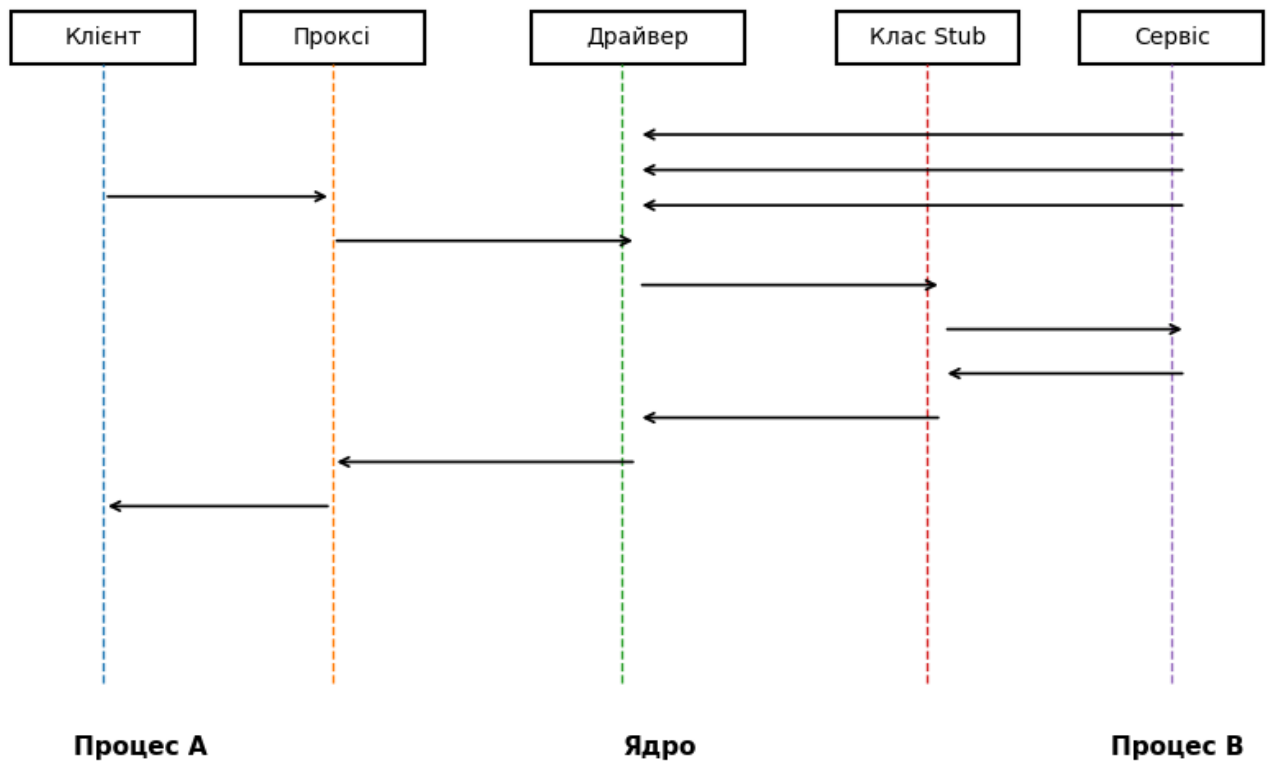 Клієнт
Проксі
Драйвер
Клас Stub
Сервіс
Процес А
Ядро
Процес В